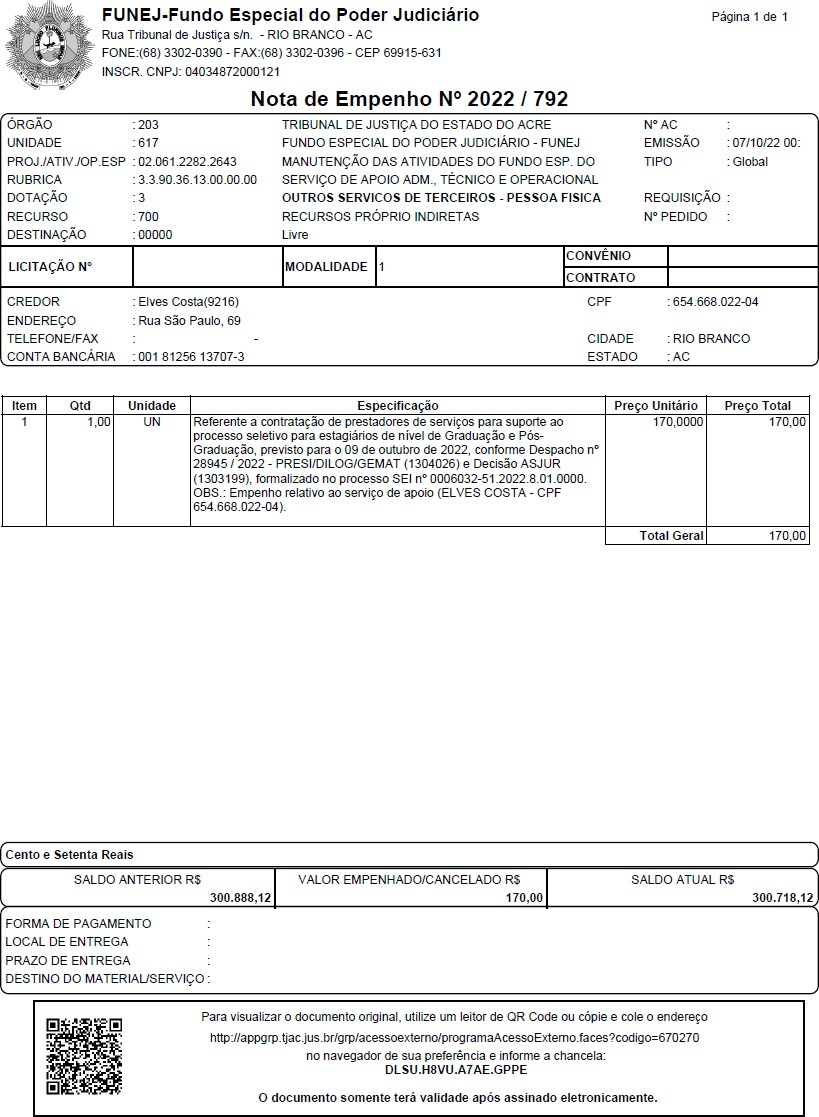 FUNEJ-Fundo Especial do Poder Judiciário
Página 1 de 1
Rua Tribunal de Justiça s/n. - RIO BRANCO - AC
FONE:(68) 3302-0390 - FAX:(68) 3302-0396 - CEP 69915-631
INSCR. CNPJ: 04034872000121
Nota de Empenho Nº 2022 / 792
ÓRGÃO : 203 TRIBUNAL DE JUSTIÇA DO ESTADO DO ACRE Nº AC :
UNIDADE : 617 FUNDO ESPECIAL DO PODER JUDICIÁRIO - FUNEJ EMISSÃO : 07/10/22 00:
PROJ./ATIV./OP.ESP : 02.061.2282.2643 MANUTENÇÃO DAS ATIVIDADES DO FUNDO ESP. DO TIPO : Global
RUBRICA : 3.3.90.36.13.00.00.00 SERVIÇO DE APOIO ADM., TÉCNICO E OPERACIONAL
DOTAÇÃO : 3 OUTROS SERVICOS DE TERCEIROS - PESSOA FISICA REQUISIÇÃO :
RECURSO : 700 RECURSOS PRÓPRIO INDIRETAS Nº PEDIDO :
DESTINAÇÃO : 00000 Livre
LICITAÇÃO Nº MODALIDADE 1 CONVÊNIO
CONTRATO
CREDOR : Elves Costa(9216) CPF : 654.668.022-04
ENDEREÇO : Rua São Paulo, 69
TELEFONE/FAX : - CIDADE : RIO BRANCO
CONTA BANCÁRIA : 001 81256 13707-3 ESTADO : AC
Item Qtd Unidade Especificação Preço Unitário Preço Total
1 1,00 UN Referente a contratação de prestadores de serviços para suporte ao 170,0000 170,00
processo seletivo para estagiários de nível de Graduação e Pós-
Graduação, previsto para o 09 de outubro de 2022, conforme Despacho nº
28945 / 2022 - PRESI/DILOG/GEMAT (1304026) e Decisão ASJUR
(1303199), formalizado no processo SEI nº 0006032-51.2022.8.01.0000.
OBS.: Empenho relativo ao serviço de apoio (ELVES COSTA - CPF
654.668.022-04).
Total Geral 170,00
Cento e Setenta Reais
SALDO ANTERIOR R$ VALOR EMPENHADO/CANCELADO R$ SALDO ATUAL R$
300.888,12 170,00 300.718,12
FORMA DE PAGAMENTO :
LOCAL DE ENTREGA :
PRAZO DE ENTREGA :
DESTINO DO MATERIAL/SERVIÇO :
Para visualizar o documento original, utilize um leitor de QR Code ou cópie e cole o endereço
http://appgrp.tjac.jus.br/grp/acessoexterno/programaAcessoExterno.faces?codigo=670270
no navegador de sua preferência e informe a chancela:
DLSU.H8VU.A7AE.GPPE
O documento somente terá validade após assinado eletronicamente.